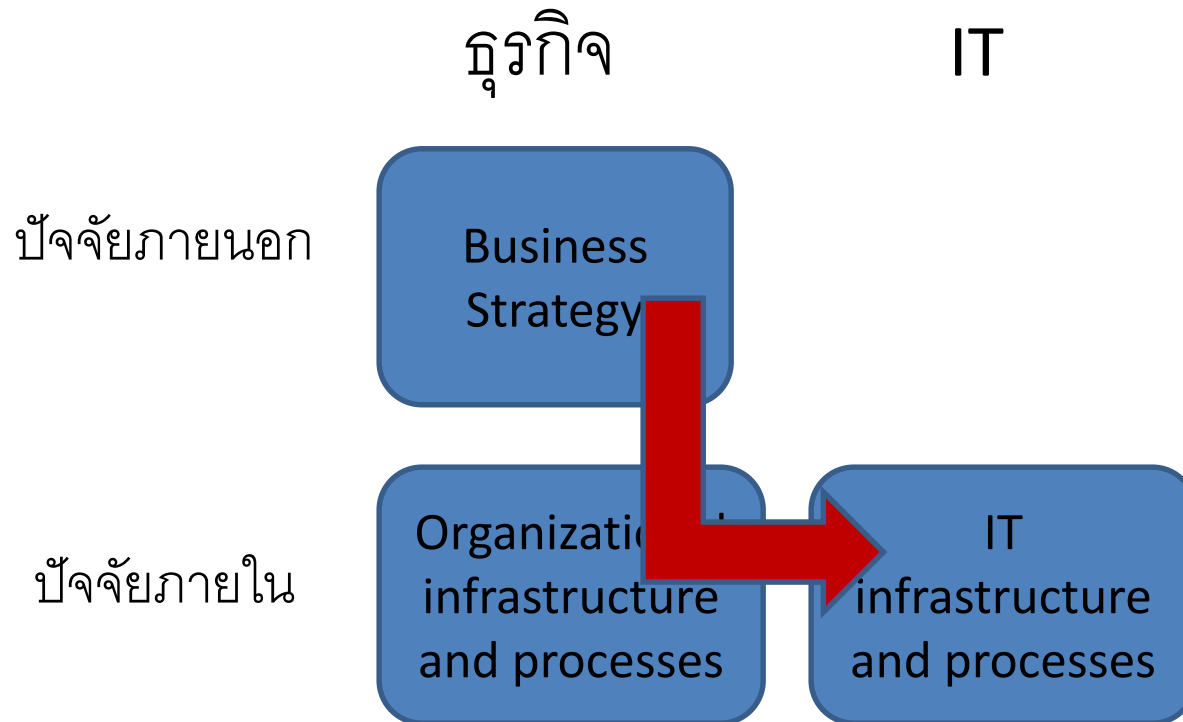 ธุรกิจ IT
ปัจจัยภายนอก
Business
Strategy
ปัจจัยภายใน
infrastructure
and processes
IT
infrastructure
and processes